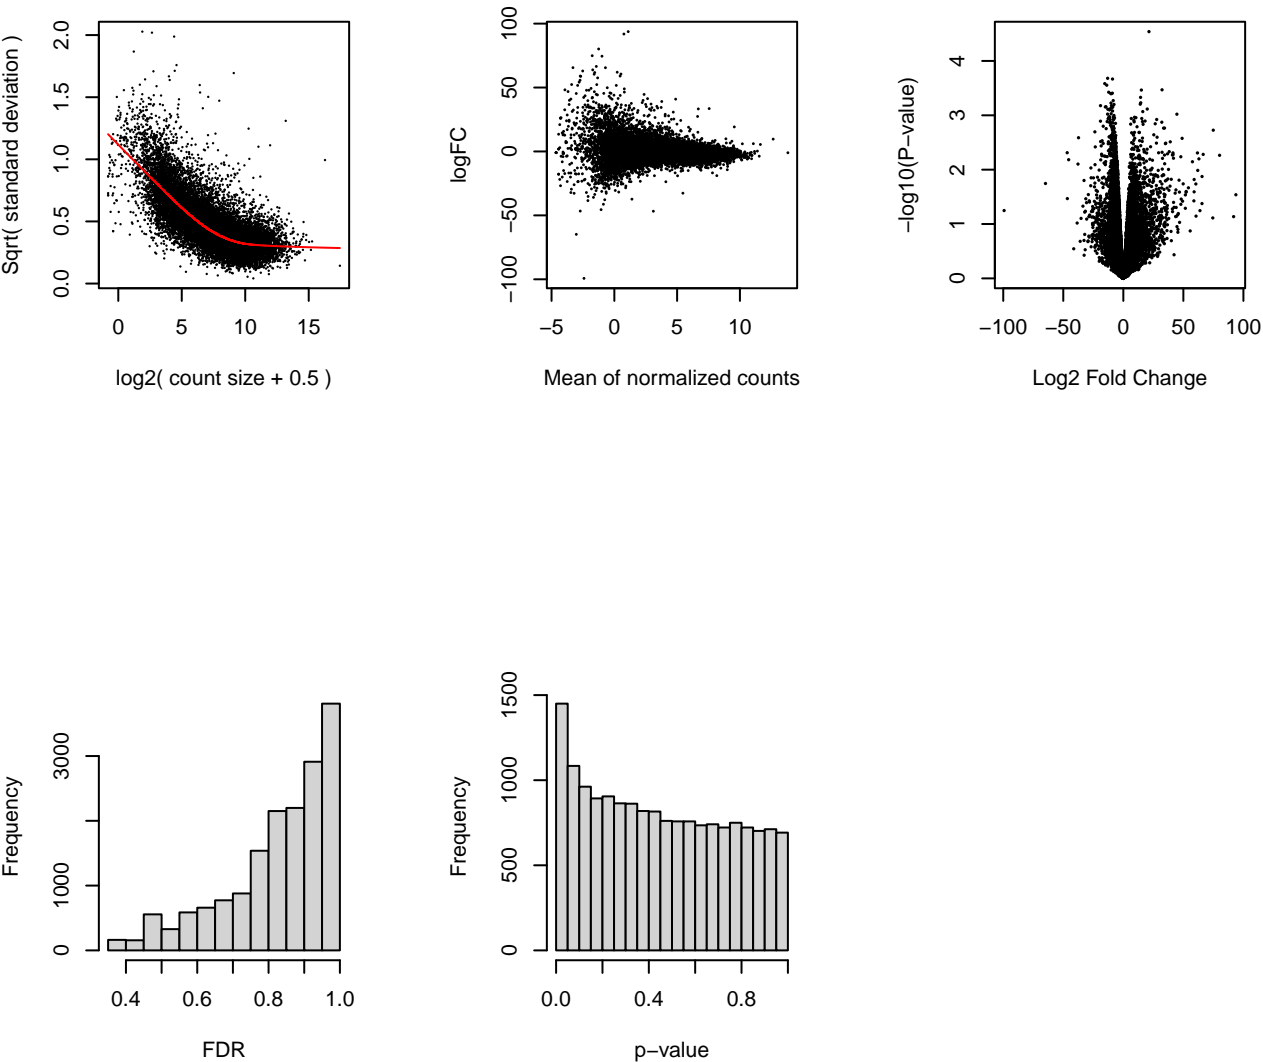 Sqrt( standard deviation )
0.0 0.5 1.0 1.5 2.0
0 5 10 15
log2( count size + 0.5 )
logFC
−100 −50 0 50 100
−5 0 5 10
Mean of normalized counts
−log10(P−value)
0 1 2 3 4
−100 −50 0 50 100
Log2 Fold Change
Frequency
0 1000 3000
0.4 0.6 0.8 1.0
FDR
Frequency
0 500 1000 1500
0.0 0.4 0.8
p−value